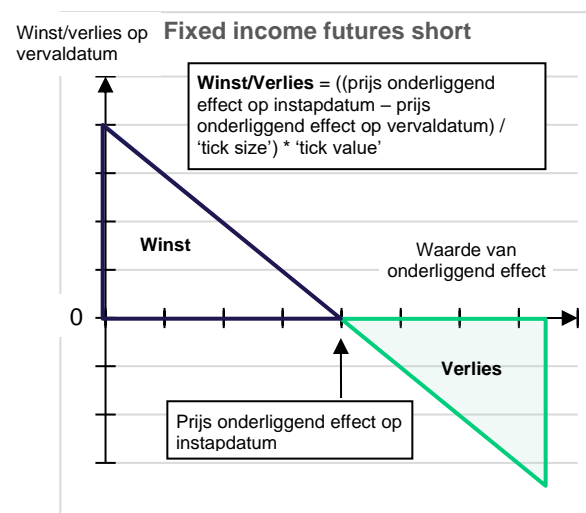 Winst/verlies op
vervaldatum
Fixed income futures short
Winst/Verlies = ((prijs onderliggend
effect op instapdatum – prijs
onderliggend effect op vervaldatum) /
‘tick size’) * ‘tick value’
Winst
Waarde van
onderliggend effect
0
Verlies
Prijs onderliggend effect op
instapdatum